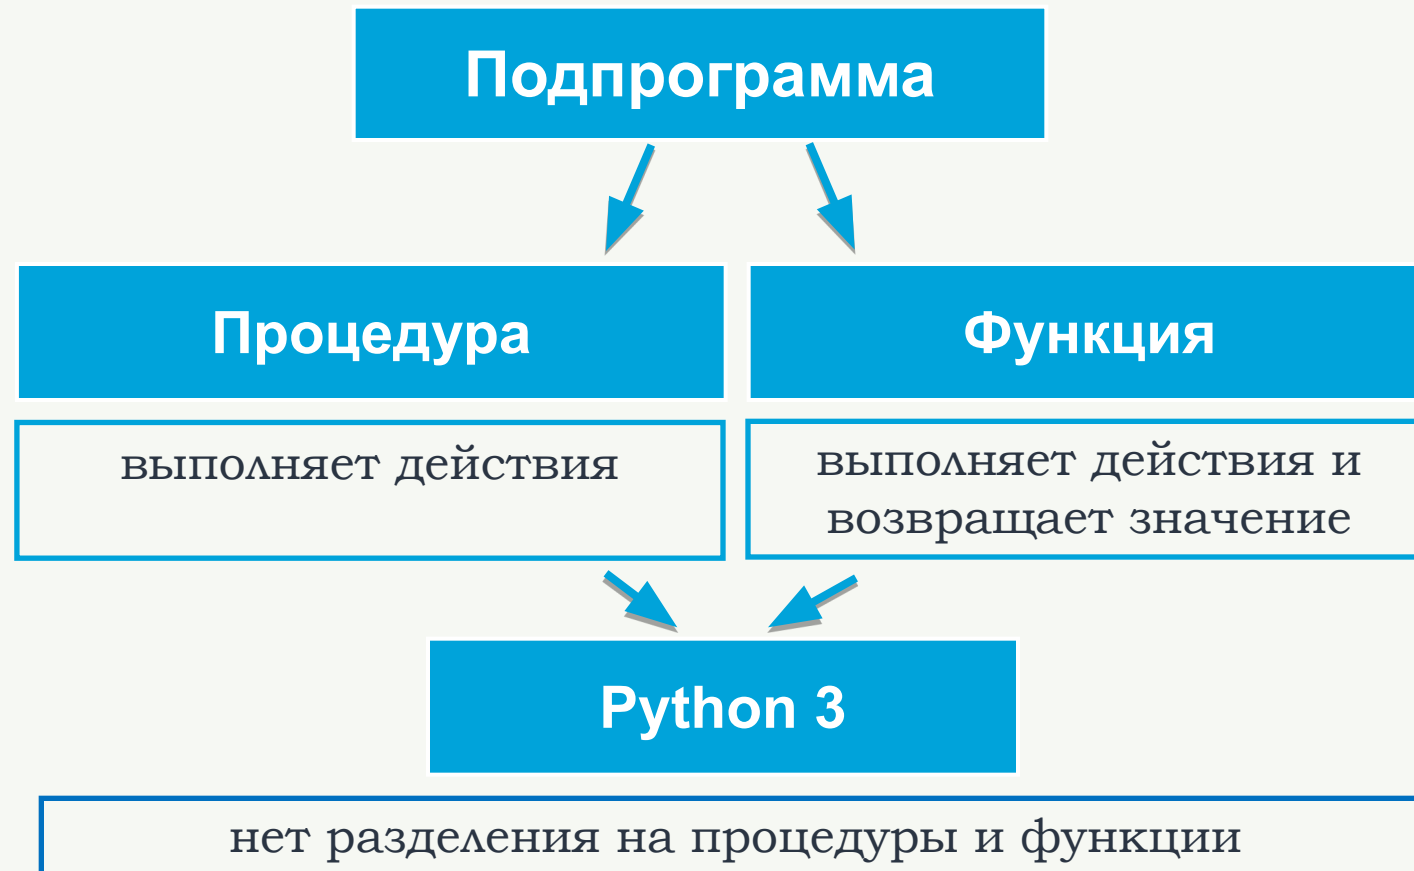 Подпрограмма
Процедура
Функция
выполняет действия
выполняет действия и
возвращает значение
Python 3
нет разделения на процедуры и функции